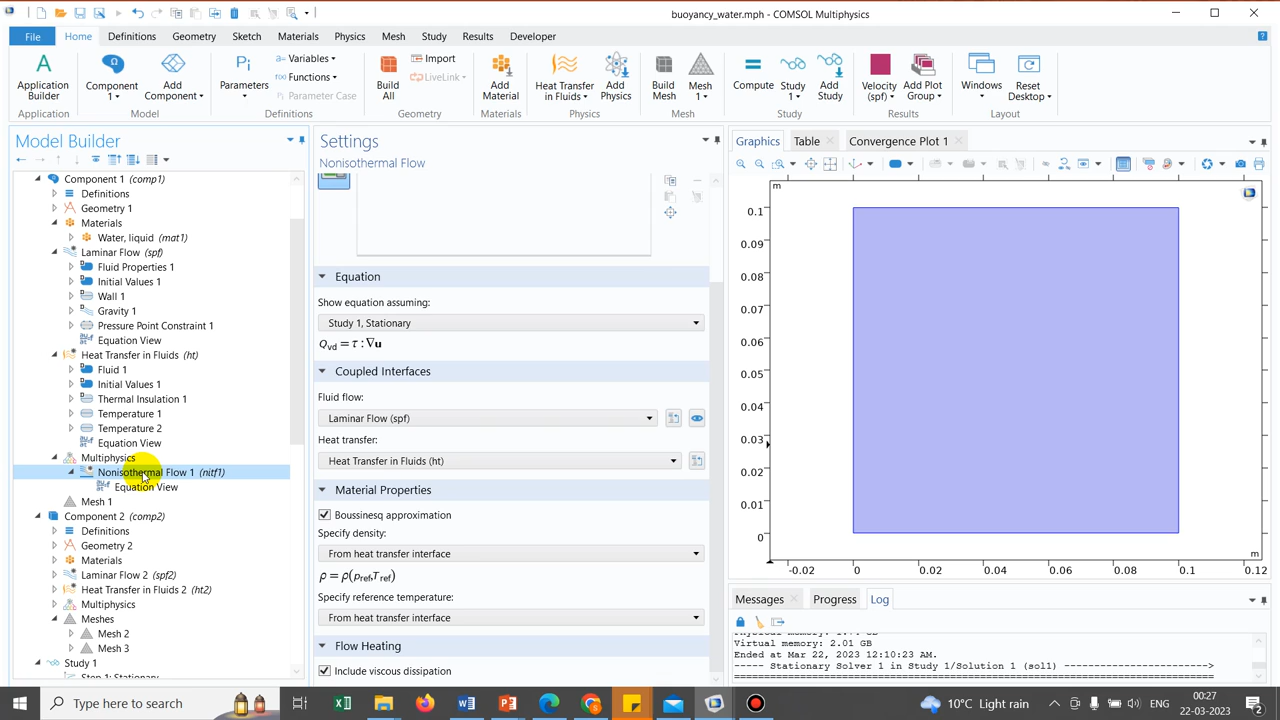 buoyancy_water.mph - COMSOL Multiphysics
File Home Definitions Geometry Sketch Materials Physics Mesh Study Results Developer
Application Builder
Component 1
Add Component
Parameters
Variables
Functions
Parameter Case
Build All
Import
LiveLink
Add Material
Heat Transfer in Fluids
Add Physics
Build Mesh
Mesh 1
Compute
Study 1
Add Study
Velocity (spf)
Add Plot Group
Windows
Reset Desktop
Application Model Definitions Geometry Materials Physics Mesh Study Results Layout
Model Builder
Component 1 (comp1)
Definitions
Geometry 1
Materials
Water, liquid (mat1)
Laminar Flow (spf)
Fluid Properties 1
Initial Values 1
Wall 1
Gravity 1
Pressure Point Constraint 1
Equation View
Heat Transfer in Fluids (ht)
Fluid 1
Initial Values 1
Thermal Insulation 1
Temperature 1
Temperature 2
Equation View
Multiphysics
Nonisothermal Flow 1 (nitf1)
Equation View
Mesh 1
Component 2 (comp2)
Definitions
Geometry 2
Materials
Laminar Flow 2 (spf2)
Heat Transfer in Fluids 2 (ht2)
Multiphysics
Meshes
Mesh 2
Mesh 3
Study 1
Step 1: Stationary
Settings
Nonisothermal Flow
Equation
Show equation assuming:
Study 1, Stationary
Qvd = τ : ∇u
Coupled Interfaces
Fluid flow:
Laminar Flow (spf)
Heat transfer:
Heat Transfer in Fluids (ht)
Material Properties
Boussinesq approximation
Specify density:
From heat transfer interface
ρ = ρ(pref,Tref)
Specify reference temperature:
From heat transfer interface
Flow Heating
Include viscous dissipation
Graphics Table Convergence Plot 1
m
0.1
0.09
0.08
0.07
0.06
0.05
0.04
0.03
0.02
0.01
0
m
-0.02 0 0.02 0.04 0.06 0.08 0.1 0.12
Messages Progress Log
Virtual memory: 2.01 GB
Ended at Mar 22, 2023 12:10:23 AM.
----- Stationary Solver 1 in Study 1/Solution 1 (sol1) -------------------------->
Type here to search
10°C Light rain
00:27
22-03-2023
2